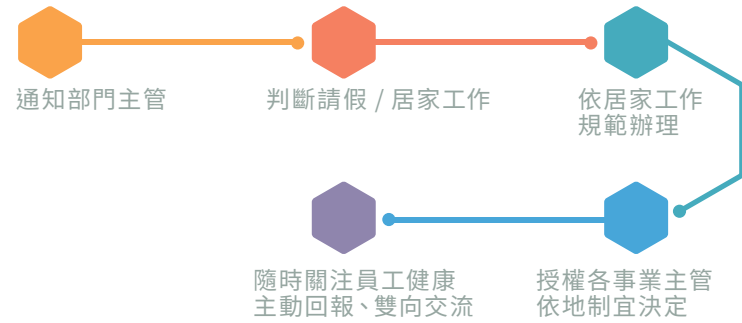 通知部門主管
判斷請假 / 居家工作
依居家工作
規範辦理
授權各事業主管
依地制宜決定
隨時關注員工健康
主動回報、雙向交流